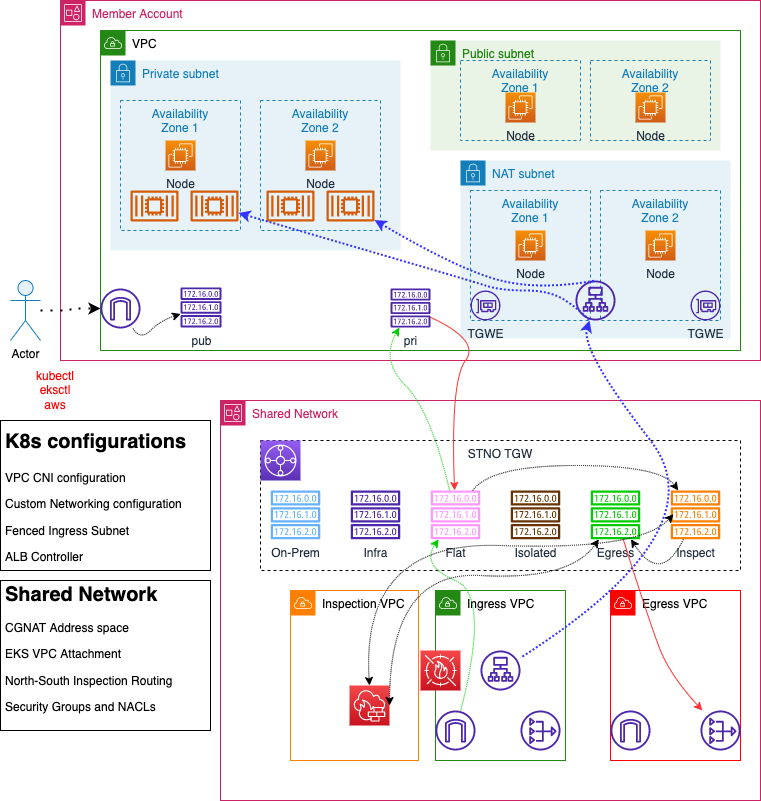 Member Account
VPC
Private subnet
Availability
Zone 1
Node
Availability
Zone 2
Node
Public subnet
Availability
Zone 1
Node
Availability
Zone 2
Node
NAT subnet
Availability
Zone 1
Node
Availability
Zone 2
Node
TGWE
TGWE
172.16.0.0
172.16.1.0
172.16.2.0
pub
172.16.0.0
172.16.1.0
172.16.2.0
pri
Actor
kubectl
eksctl
aws
K8s configurations
VPC CNI configuration
Custom Networking configuration
Fenced Ingress Subnet
ALB Controller
Shared Network
CGNAT Address space
EKS VPC Attachment
North-South Inspection Routing
Security Groups and NACLs
Shared Network
STNO TGW
172.16.0.0
172.16.1.0
172.16.2.0
On-Prem
172.16.0.0
172.16.1.0
172.16.2.0
Infra
172.16.0.0
172.16.1.0
172.16.2.0
Flat
172.16.0.0
172.16.1.0
172.16.2.0
Isolated
172.16.0.0
172.16.1.0
172.16.2.0
Egress
172.16.0.0
172.16.1.0
172.16.2.0
Inspect
Inspection VPC
Ingress VPC
Egress VPC